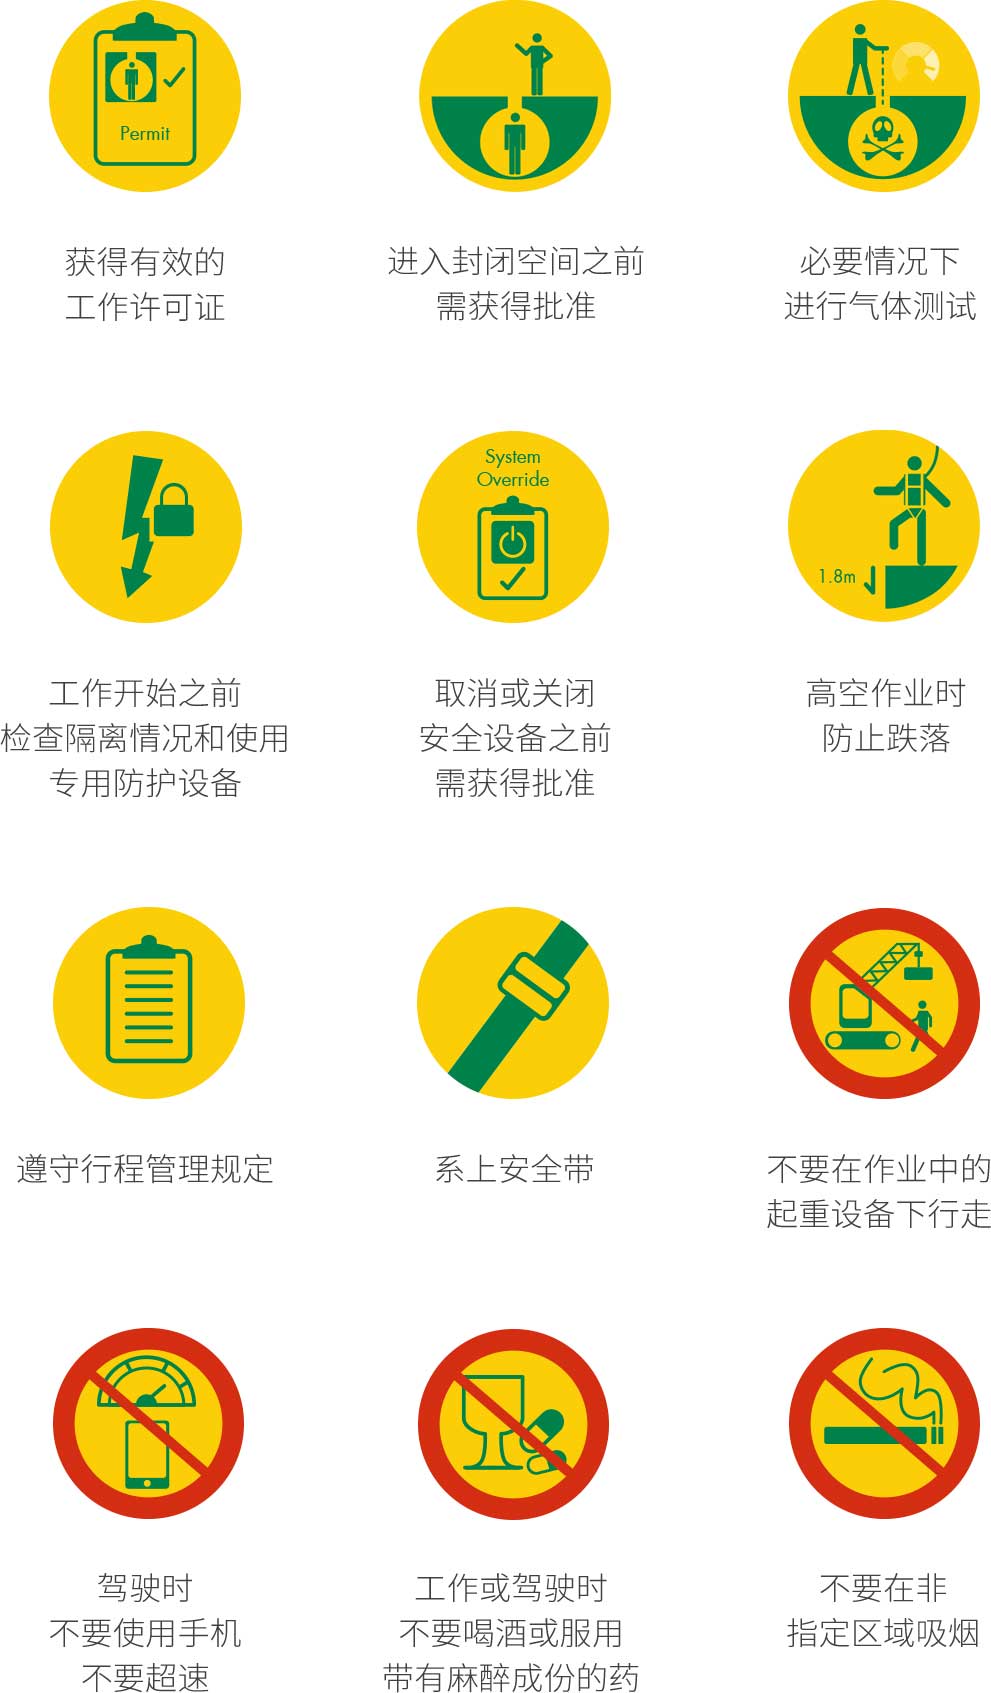 Permit
获得有效的
工作许可证
进入封闭空间之前
需获得批准
必要情况下
进行气体测试
工作开始之前
检查隔离情况和使用
专用防护设备
System
Override
取消或关闭
安全设备之前
需获得批准
1.8m
高空作业时
防止跌落
遵守行程管理规定
系上安全带
不要在作业中的
起重设备下行走
驾驶时
不要使用手机
不要超速
工作或驾驶时
不要喝酒或服用
带有麻醉成份的药
不要在非
指定区域吸烟